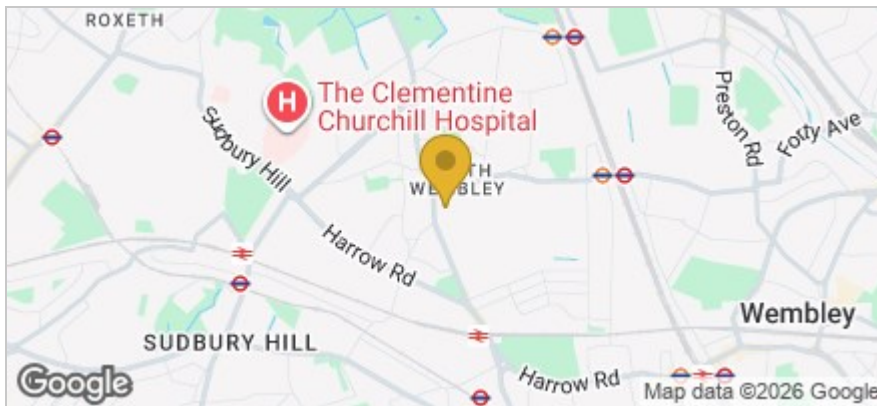 ROXETH
H
The Clementine
Churchill Hospital
Sudbury Hill
Preston Rd
Forty Ave
WEMBLEY
Harrow Rd
SUDBURY HILL
Wembley
Harrow Rd
Google
Map data ©2026 Google